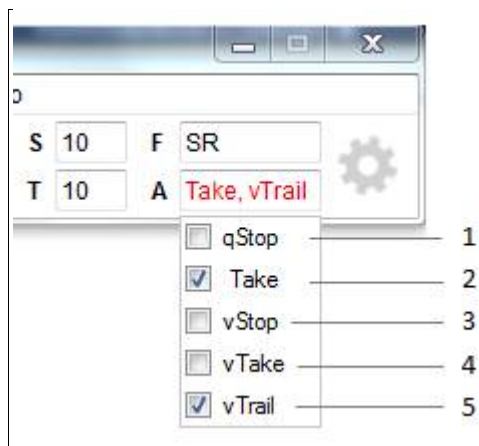 o
S 10 F SR
T 10 A Take, vTrail
qStop 1
Take 2
vStop 3
vTake 4
vTrail 5